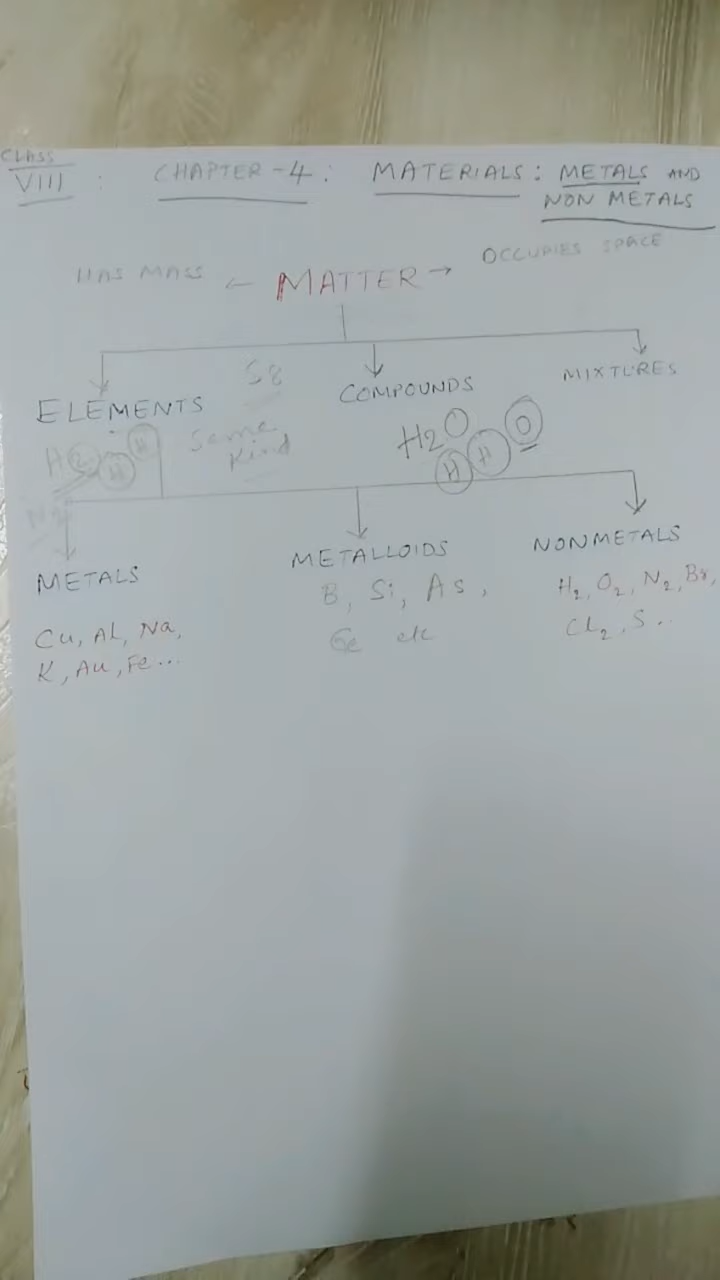 CLASS
VIII : CHAPTER-4 : MATERIALS : METALS AND
NON METALS
HAS MASS ← MATTER → OCCUPIES SPACE
ELEMENTS S8 COMPOUNDS MIXTURES
Same
Kind
H H
H2O
H H O
METALS METALLOIDS NONMETALS
Cu, Al, Na, B, Si, As, H2, O2, N2, Br,
K, Au, Fe... Ge etc Cl2, S..